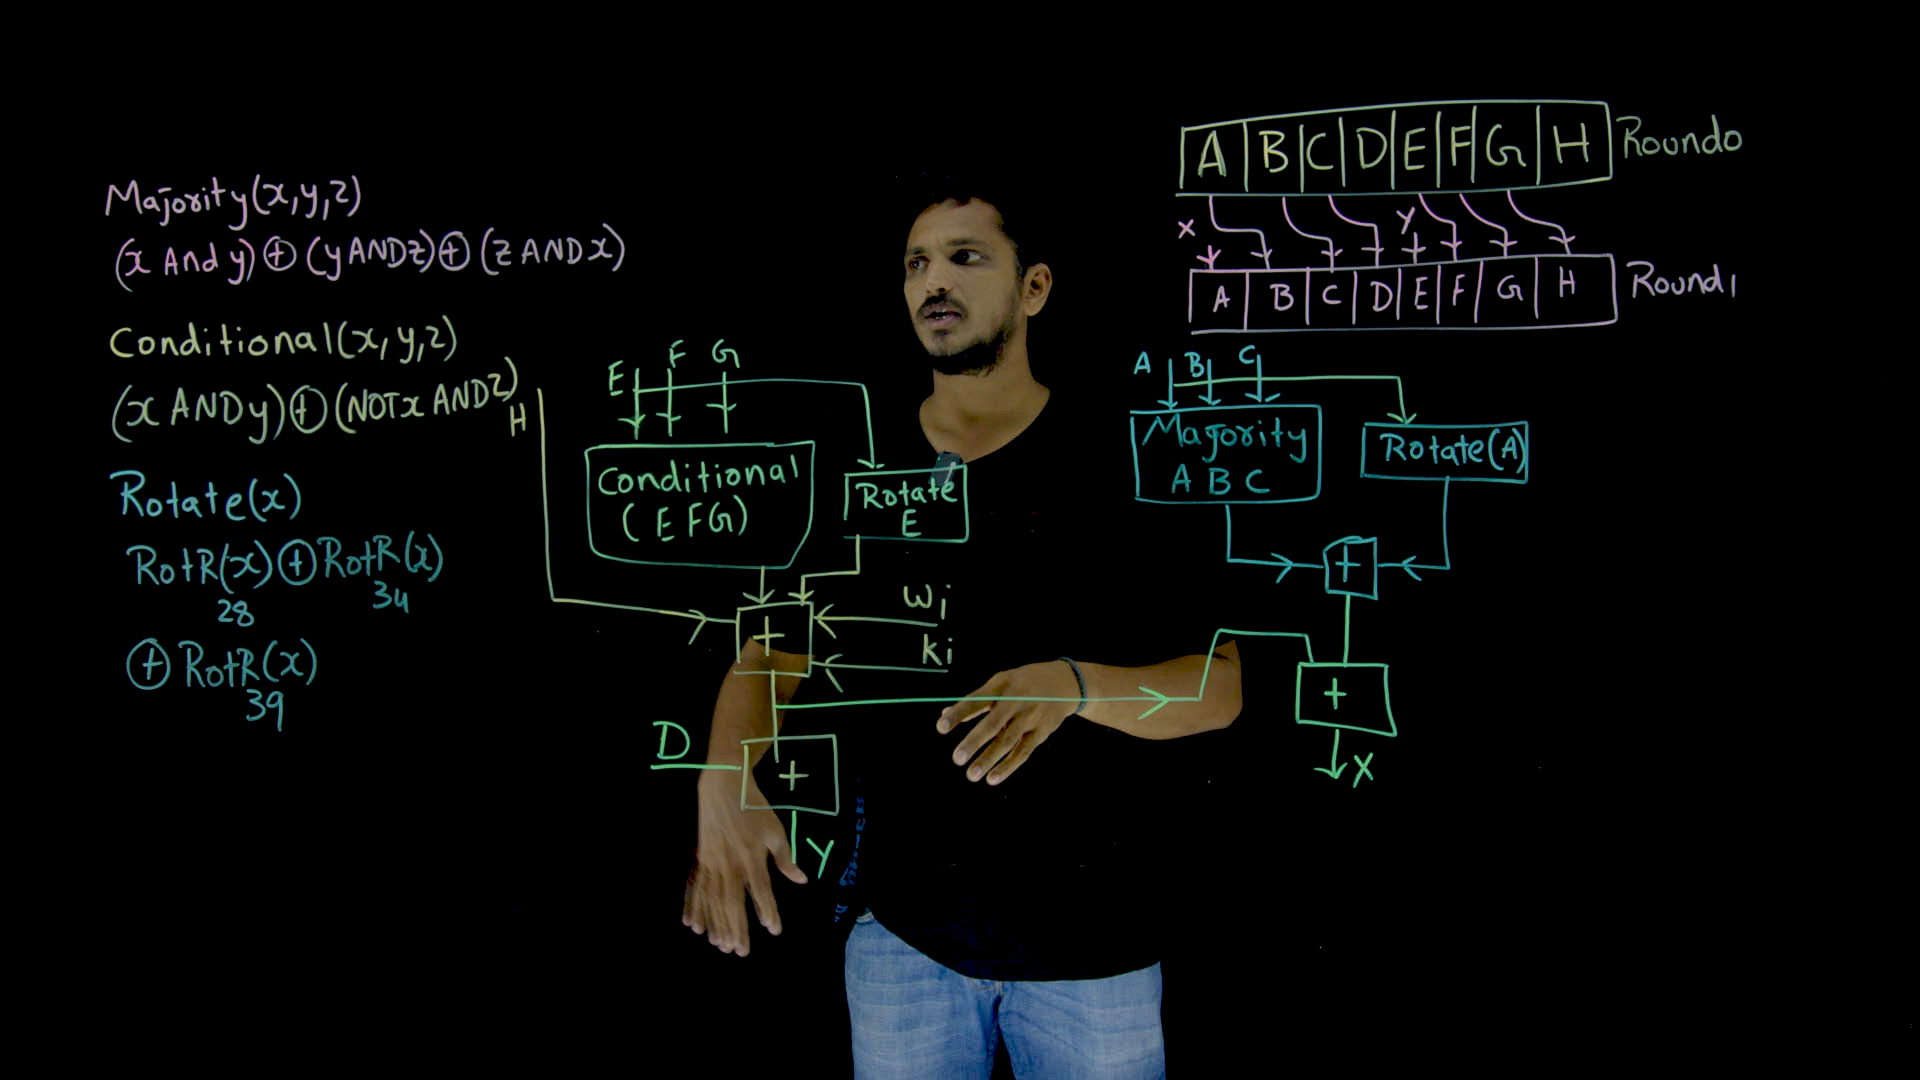 Majority(x,y,z)
(x And y)⊕(y AND z)⊕(z AND x)
Conditional(x,y,z)
(x AND y)⊕(NOT x AND z)
Rotate(x)
RotR(x)⊕RotR(x)
28 34
⊕ RotR(x)
39
H
E F G
Conditional
(E F G)
Rotate
E
+
Wi
Ki
D
+
Y
A B C D E F G H Round0
X Y
A B C D E F G H Round1
A B C
Majority
A B C
Rotate(A)
+
+
X